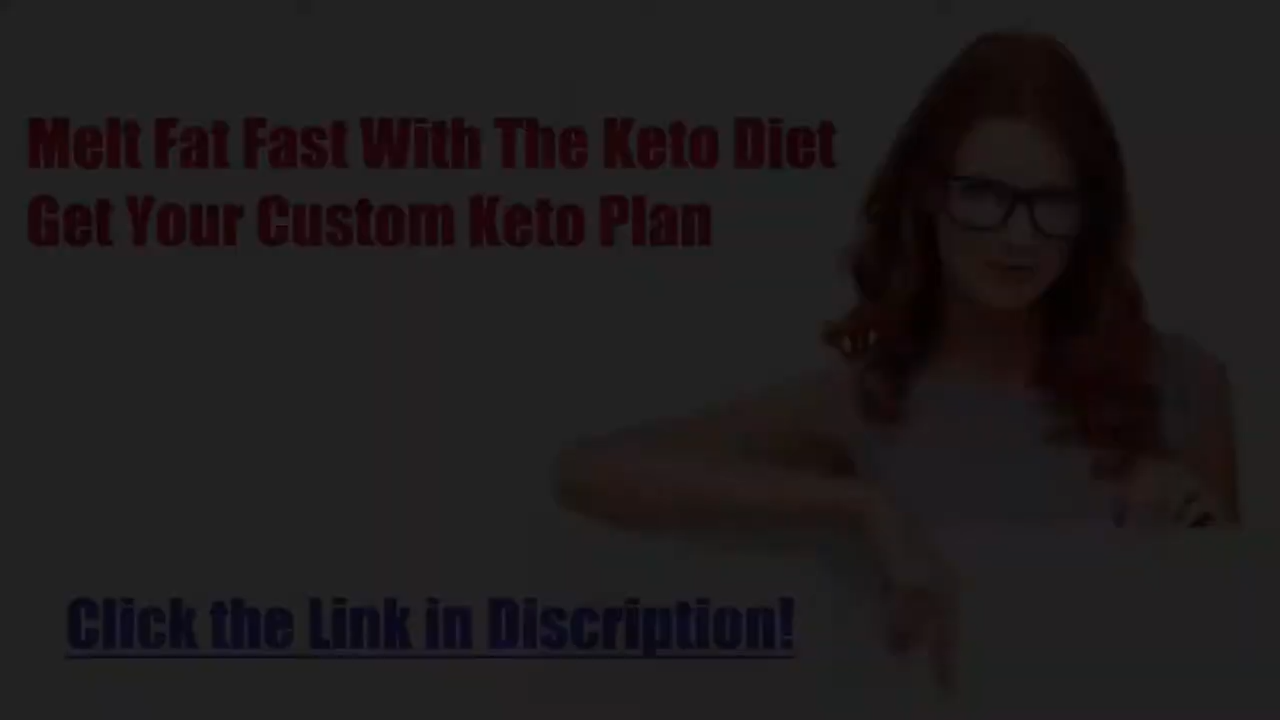 Melt Fat Fast With The Keto Diet
Get Your Custom Keto Plan
Click the Link in Discription!